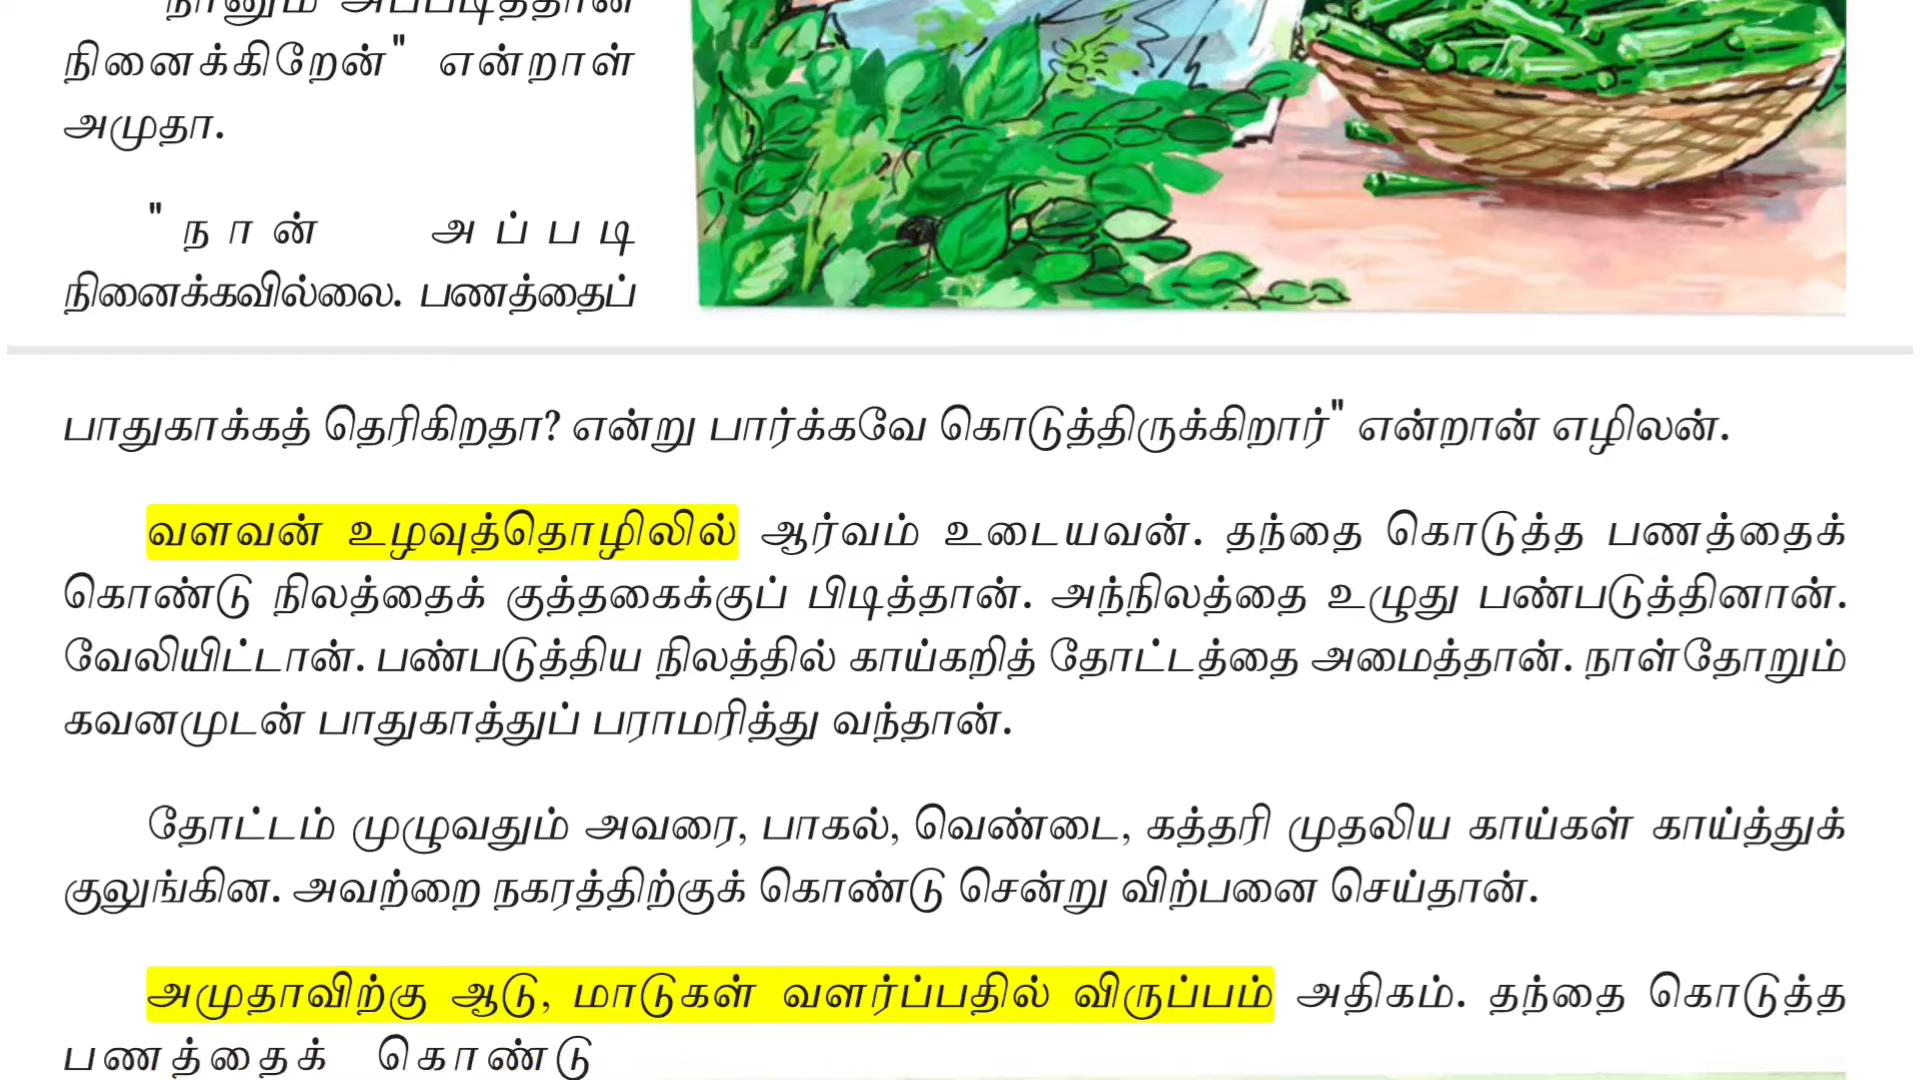 நானும் அப்படித்தான்
நினைக்கிறேன்" என்றாள்
அமுதா.
"நான் அப்படி
நினைக்கவில்லை. பணத்தைப்
பாதுகாக்கத் தெரிகிறதா? என்று பார்க்கவே கொடுத்திருக்கிறார்" என்றான் எழிலன்.
வளவன் உழவுத்தொழிலில் ஆர்வம் உடையவன். தந்தை கொடுத்த பணத்தைக்
கொண்டு நிலத்தைக் குத்தகைக்குப் பிடித்தான். அந்நிலத்தை உழுது பண்படுத்தினான்.
வேலியிட்டான். பண்படுத்திய நிலத்தில் காய்கறித் தோட்டத்தை அமைத்தான். நாள்தோறும்
கவனமுடன் பாதுகாத்துப் பராமரித்து வந்தான்.
தோட்டம் முழுவதும் அவரை, பாகல், வெண்டை, கத்தரி முதலிய காய்கள் காய்த்துக்
குலுங்கின. அவற்றை நகரத்திற்குக் கொண்டு சென்று விற்பனை செய்தான்.
அமுதாவிற்கு ஆடு, மாடுகள் வளர்ப்பதில் விருப்பம் அதிகம். தந்தை கொடுத்த
பணத்தைக் கொண்டு